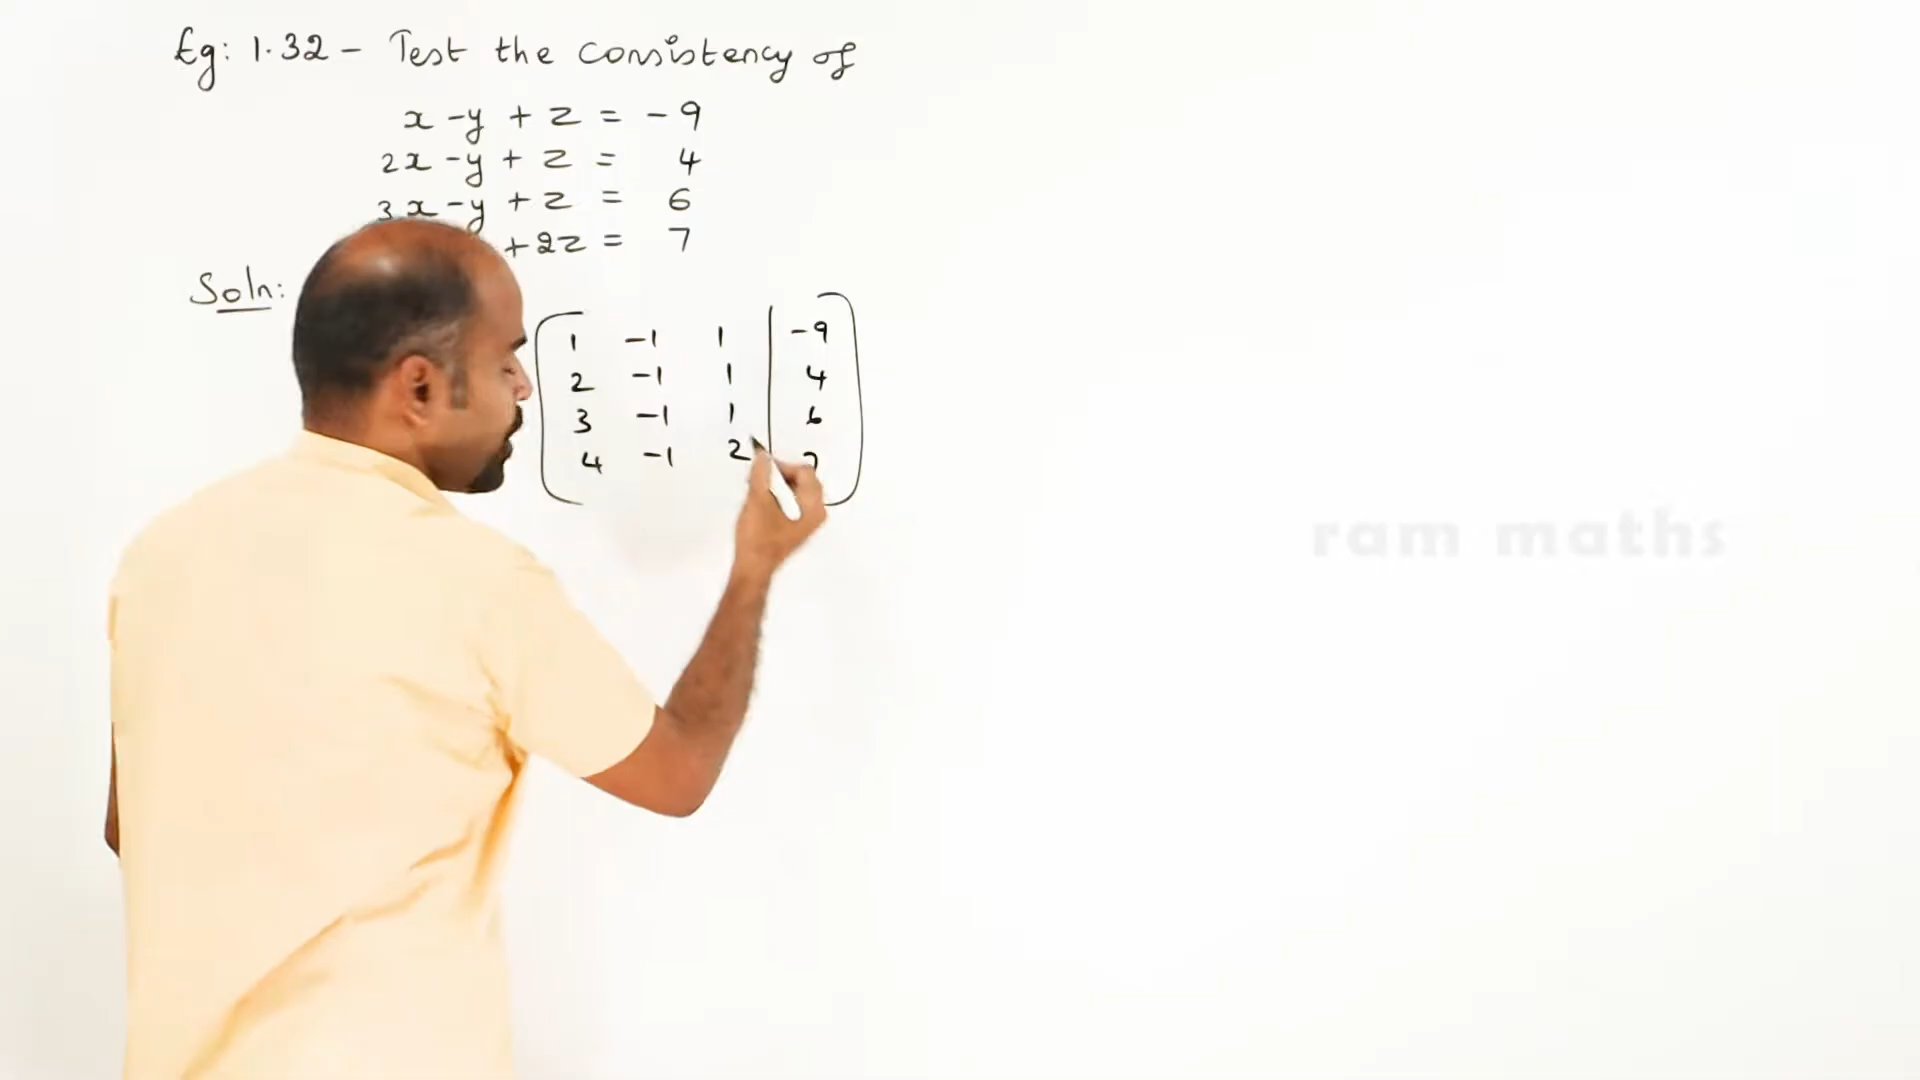 Eg: 1.32 - Test the consistency of
x - y + z = - 9
2x - y + z = 4
3x - y + z = 6
+ 2z = 7
Soln:
1 -1 1 | -9
2 -1 1 | 4
3 -1 1 | 6
4 -1 2 | 7
ram maths